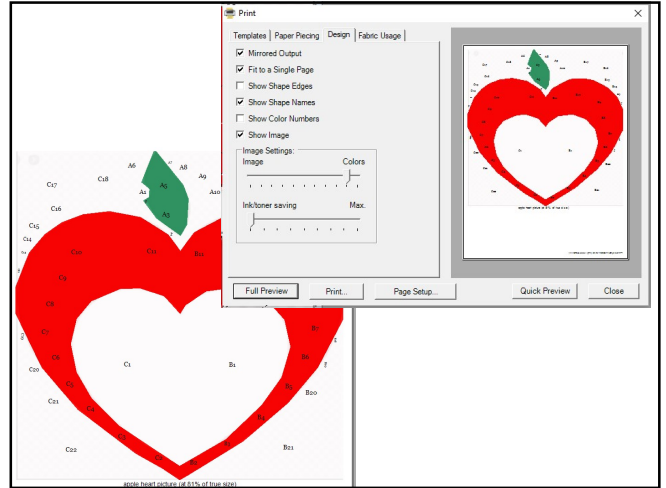 Print
Templates Paper Piecing Design Fabric Usage
Mirrored Output
Fit to a Single Page
Show Shape Edges
Show Shape Names
Show Color Numbers
Show Image
Image Settings:
Image Colors
Ink/toner saving Max.
Full Preview Print... Page Setup... Quick Preview Close
A6 A8
C17 C18 A1 A5 A9
A10
C16 A3
C15
C14
C10 C11 B11
C9
C8
C7 B7
C6 B6
C20 C1 B1
C5 B5 B20
C21 C4
C22 B21
apple heart picture (at 81% of true size)